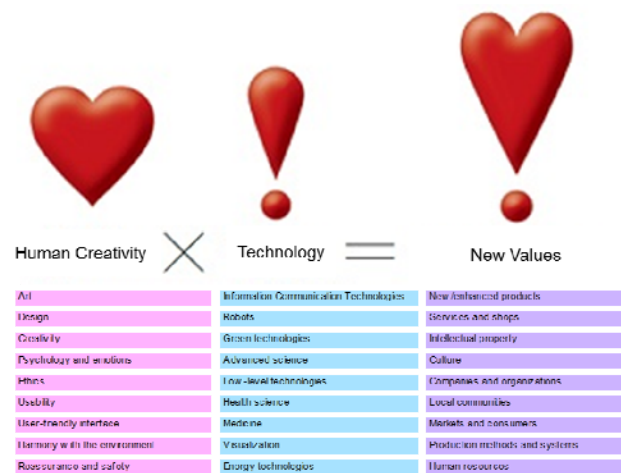 Human Creativity × Technology = New Values
Art
Design
Creativity
Psychology and emotions
Ethics
Usability
User-friendly interface
Harmony with the environment
Reassurance and safety
Information Communication Technologies
Robots
Green technologies
Advanced science
Low-level technologies
Health science
Medicine
Visualization
Energy technologies
New /enhanced products
Services and shops
Intellectual property
Culture
Companies and organizations
Local communities
Markets and consumers
Production methods and systems
Human resources